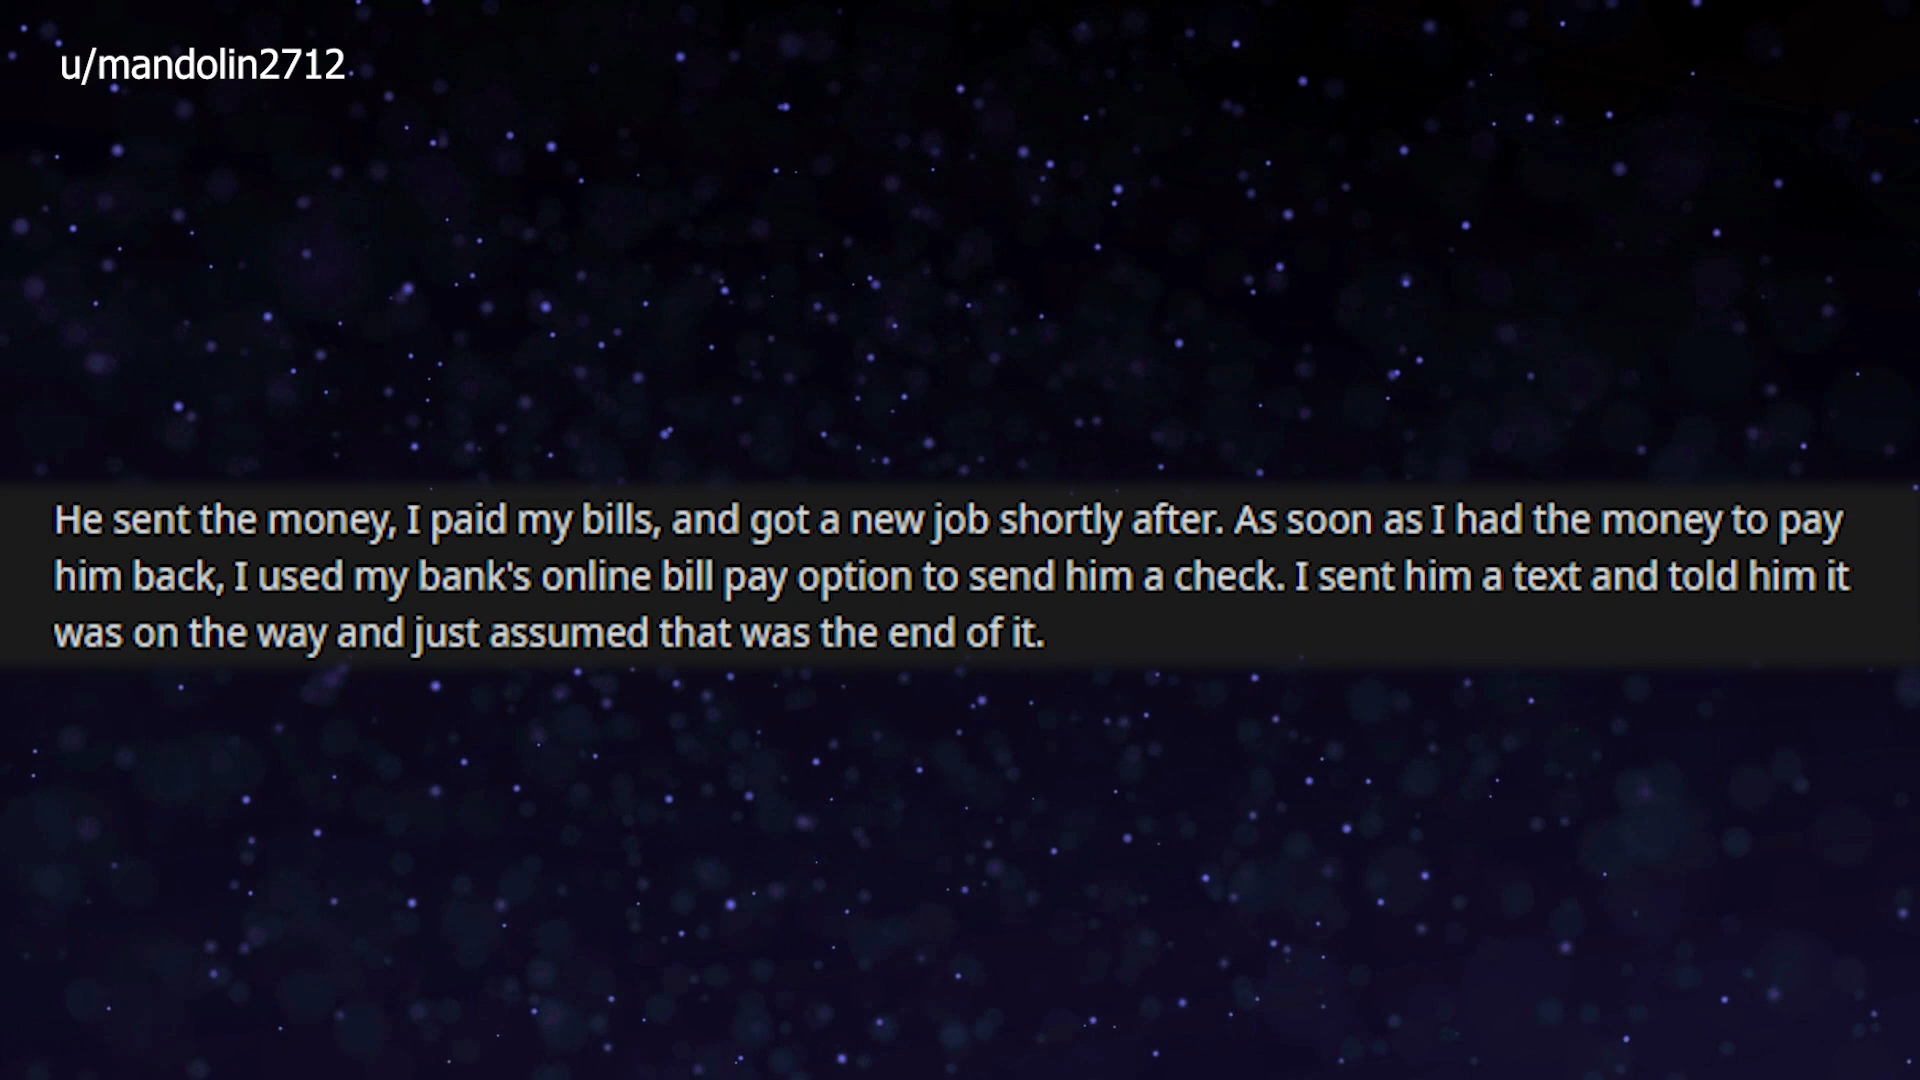 u/mandolin2712
He sent the money, I paid my bills, and got a new job shortly after. As soon as I had the money to pay
him back, I used my bank's online bill pay option to send him a check. I sent him a text and told him it
was on the way and just assumed that was the end of it.